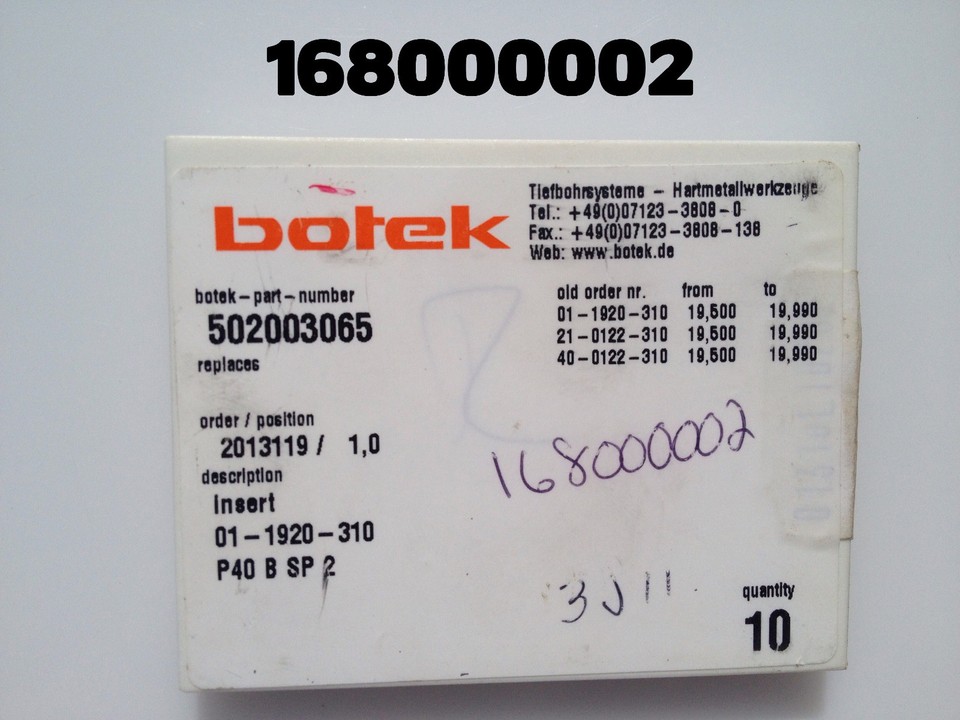 168000002
botek
Tiefbohrsysteme - Hartmetallwerkzeuge
Tel.: +49(0)07123-3808-0
Fax.: +49(0)07123-3808-138
Web: www.botek.de
botek-part-number
502003065
replaces
old order nr. from to
01-1920-310 19,500 19,990
21-0122-310 19,500 19,990
40-0122-310 19,500 19,990
order / position
2013119 / 1,0
description
Insert
01-1920-310
P40 B SP 2
168000002
quantity
10